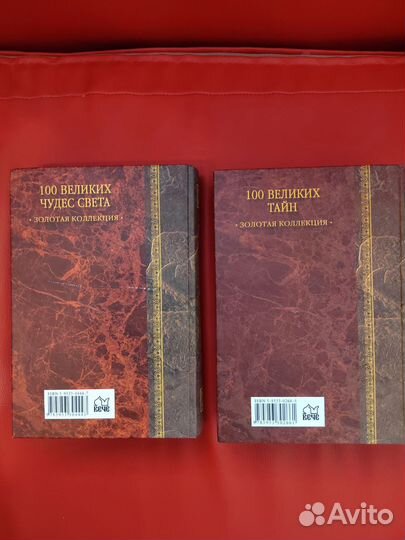 100 ВЕЛИКИХ
ЧУДЕС СВЕТА
• ЗОЛОТАЯ КОЛЛЕКЦИЯ •
ВЕЧЕ
100 ВЕЛИКИХ
ТАЙН
• ЗОЛОТАЯ КОЛЛЕКЦИЯ •
ВЕЧЕ
Avito